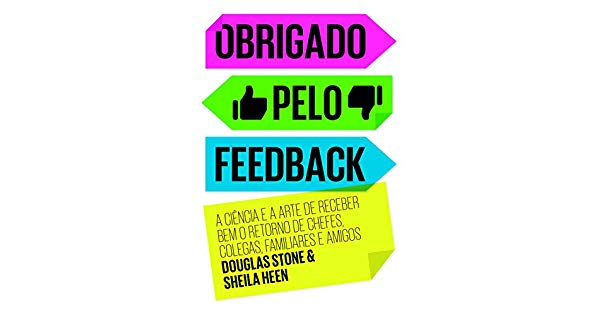 OBRIGADO
PELO
FEEDBACK
A CIÊNCIA E A ARTE DE RECEBER
BEM O RETORNO DE CHEFES,
COLEGAS, FAMILIARES E AMIGOS
DOUGLAS STONE &
SHEILA HEEN